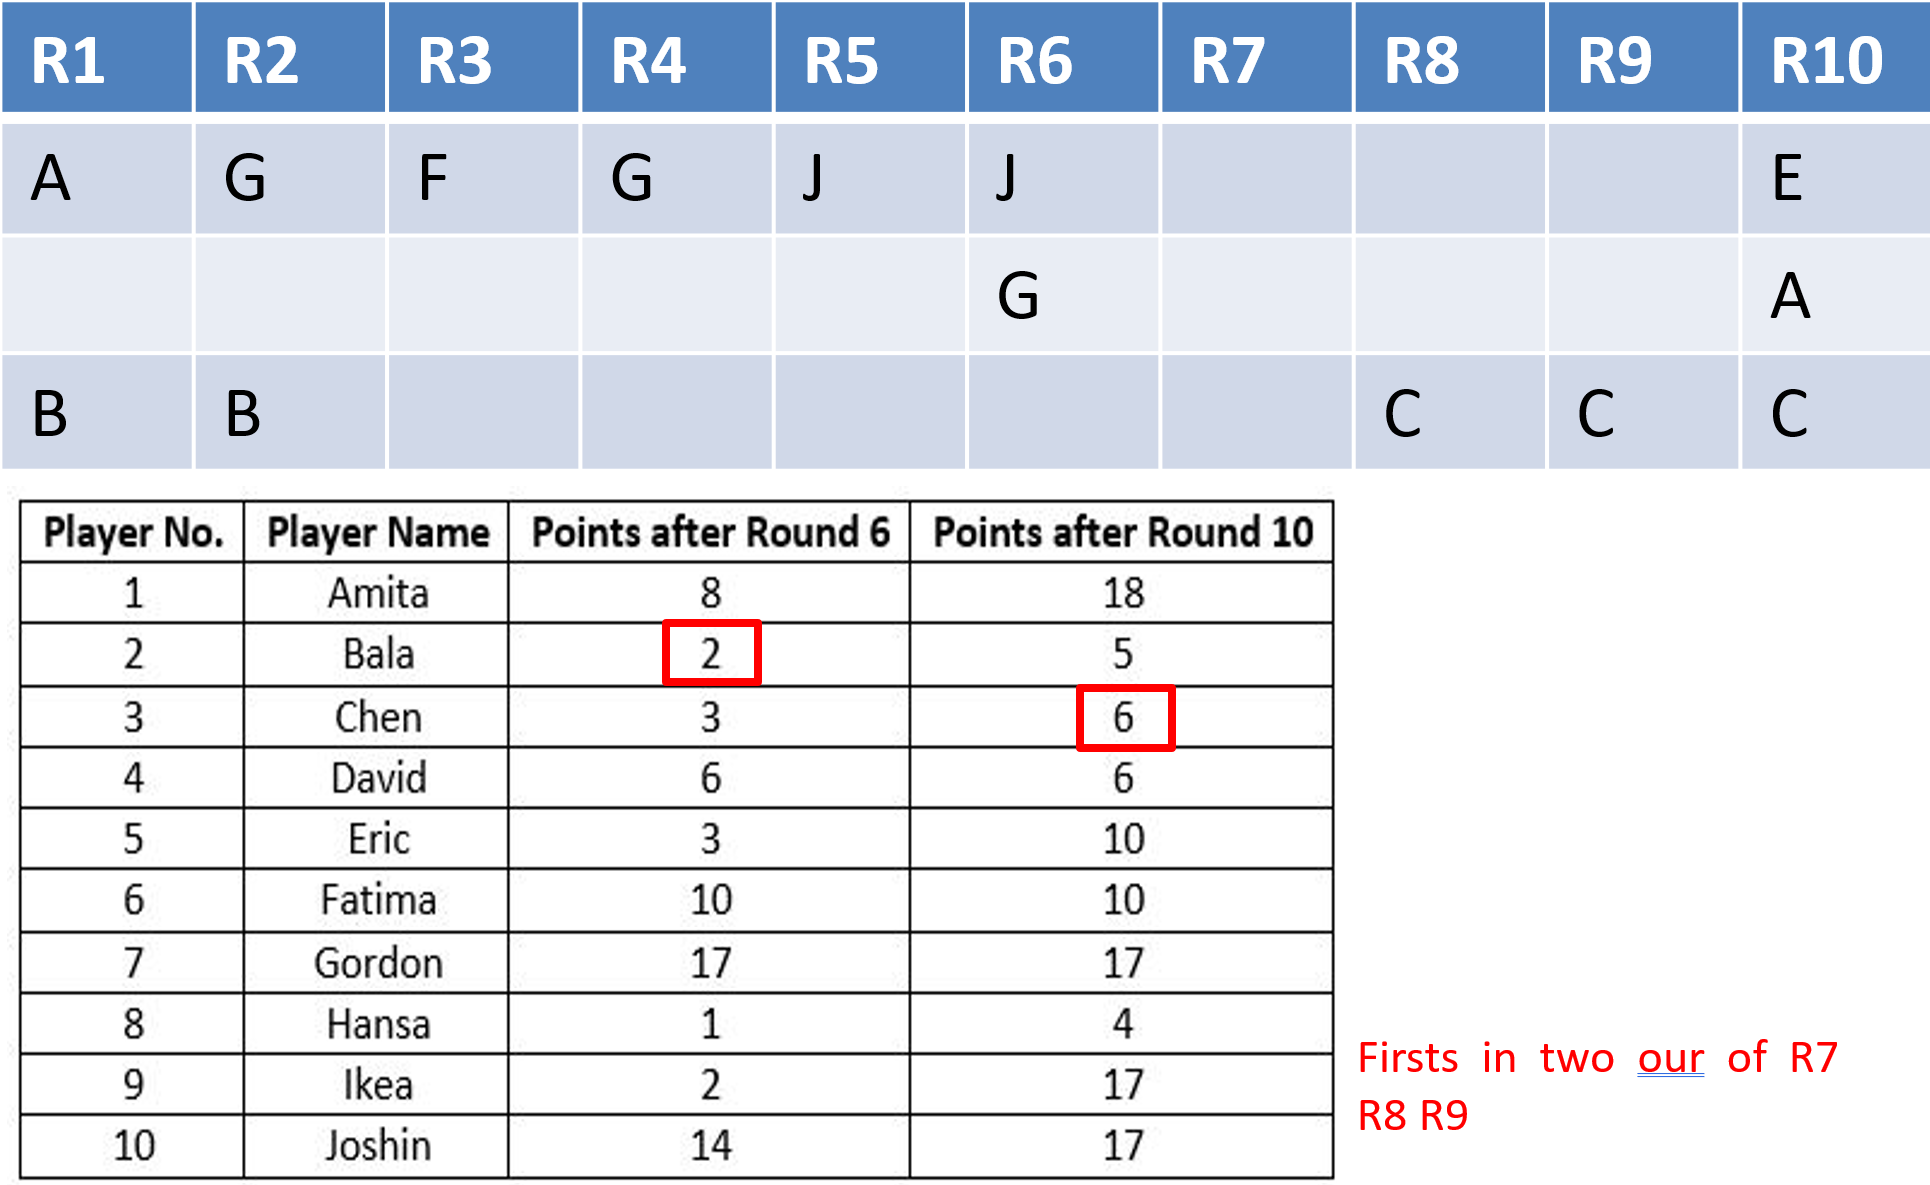 R1 R2 R3 R4 R5 R6 R7 R8 R9 R10
A G F G J J E
G A
B B C C C
Player No. Player Name Points after Round 6 Points after Round 10
1 Amita 8 18
2 Bala 2 5
3 Chen 3 6
4 David 6 6
5 Eric 3 10
6 Fatima 10 10
7 Gordon 17 17
8 Hansa 1 4
9 Ikea 2 17
10 Joshin 14 17
Firsts in two our of R7
R8 R9